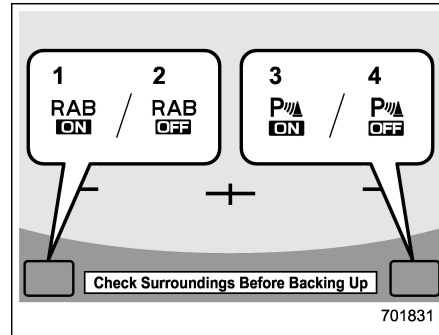 1 / 2
RAB ON / RAB OFF
3 / 4
P ON / P OFF
Check Surroundings Before Backing Up
701831